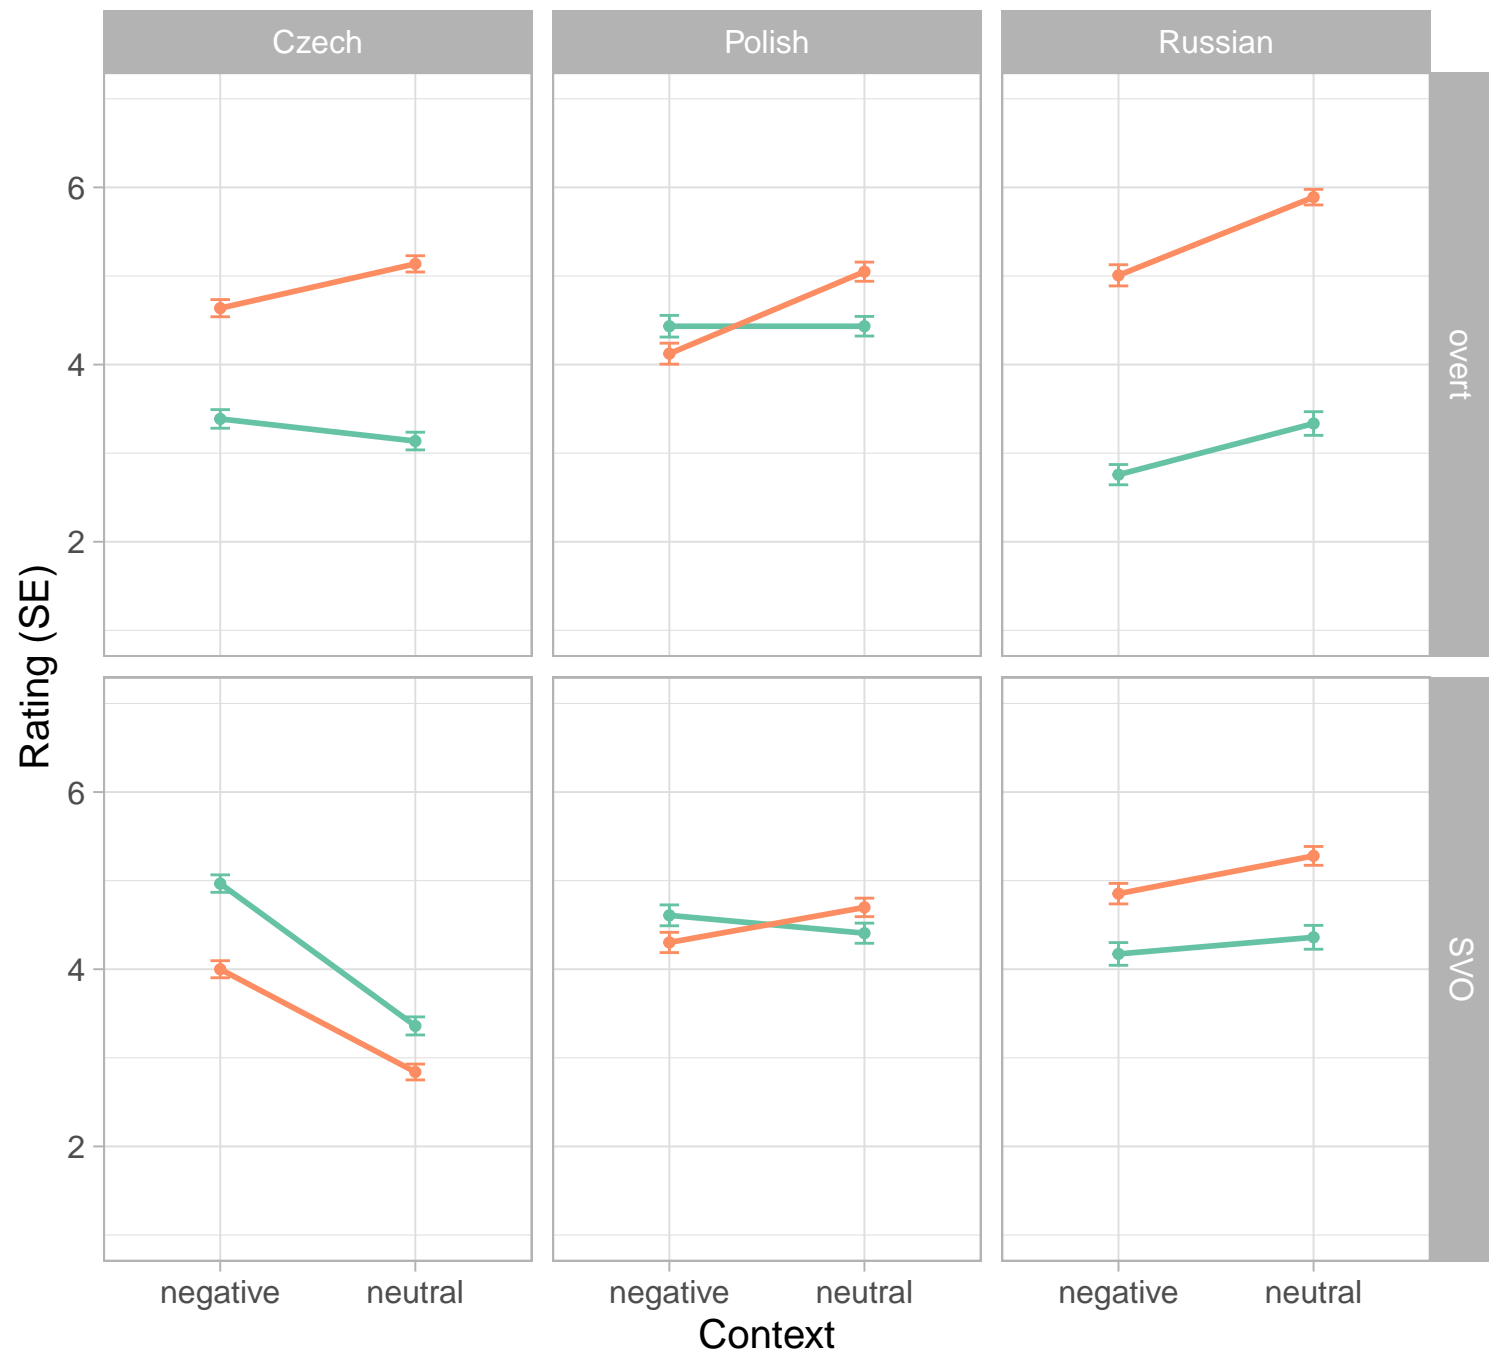 Czech Polish Russian
6
4
2
overt
Rating (SE)
6
4
2
SVO
negative neutral negative neutral negative neutral
Context